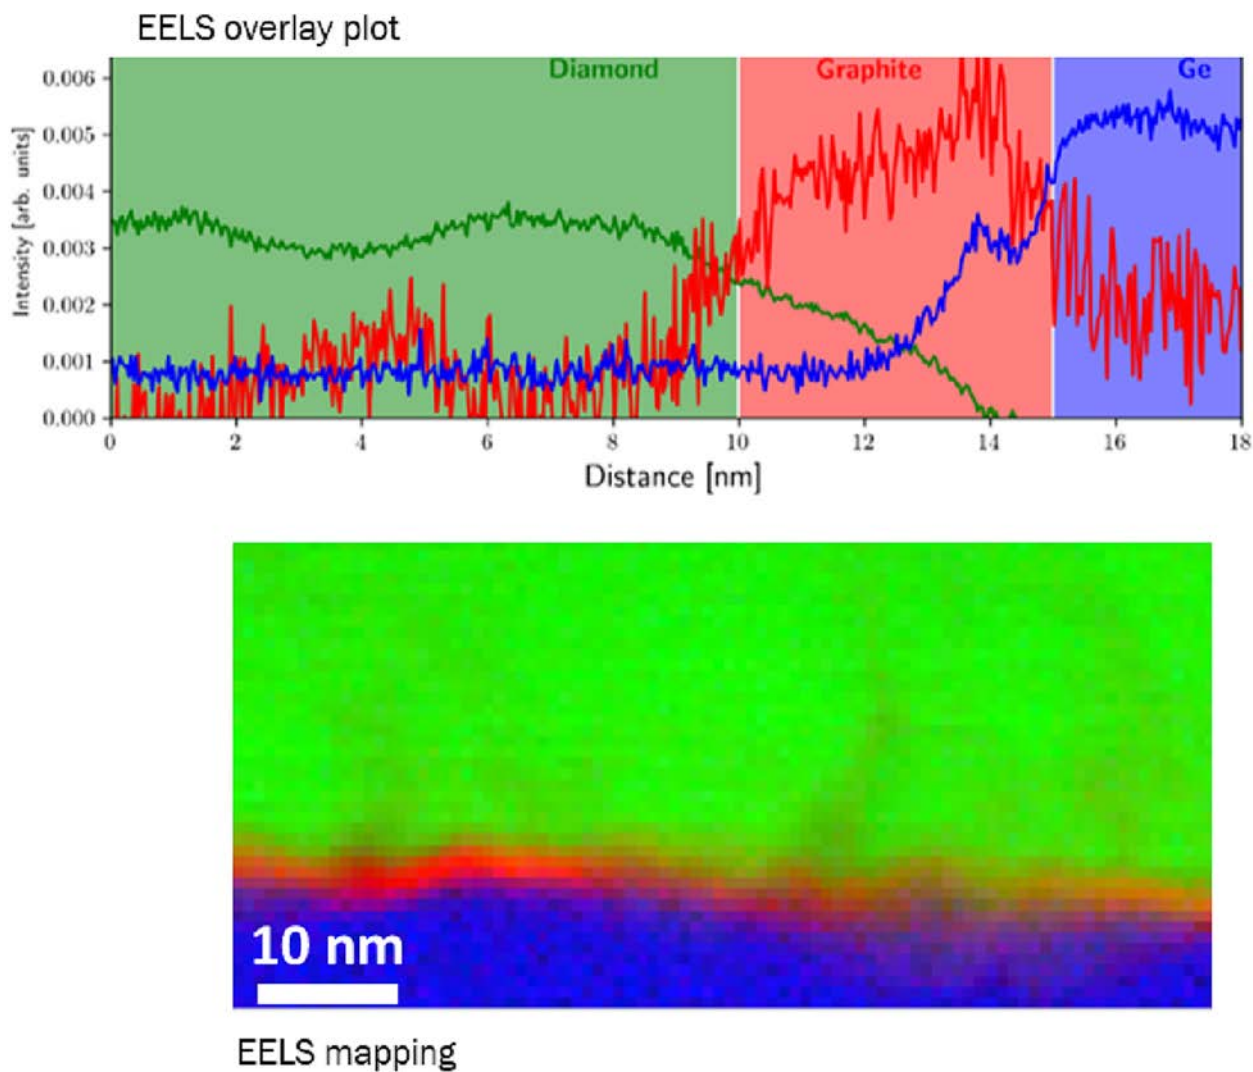 EELS overlay plot
Diamond Graphite Ge
Intensity [arb. units]
0.006
0.005
0.004
0.003
0.002
0.001
0.000
0 2 4 6 8 10 12 14 16 18
Distance [nm]
10 nm
EELS mapping